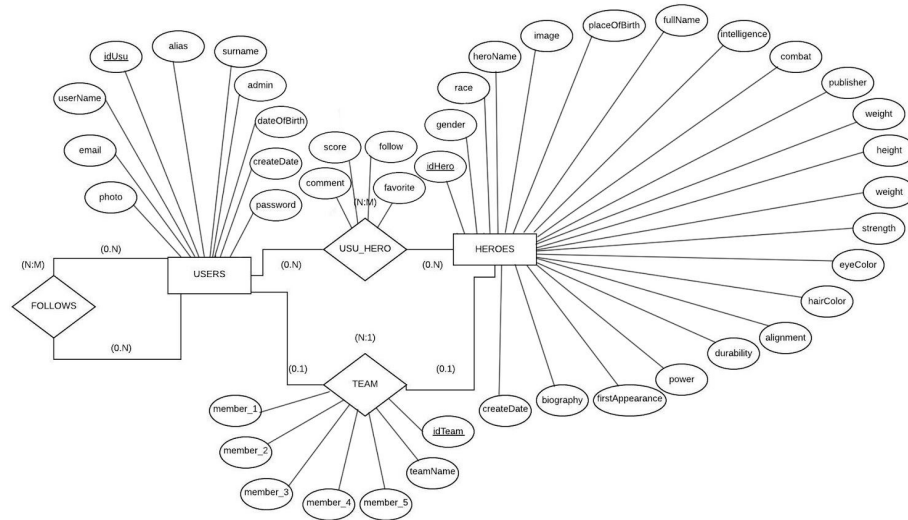 idUsu
alias
surname
userName
admin
email
dateOfBirth
createDate
photo
password
USERS
(0.N)
(N:M)
FOLLOWS
(0.N)
score
follow
comment
favorite
(N:M)
USU_HERO
(0.N)
(0.N)
HEROES
idHero
gender
race
heroName
image
placeOfBirth
fullName
intelligence
combat
publisher
weight
height
weight
strength
eyeColor
hairColor
alignment
durability
power
firstAppearance
biography
createDate
(N:1)
(0.1)
(0.1)
TEAM
member_1
member_2
member_3
member_4
member_5
teamName
idTeam